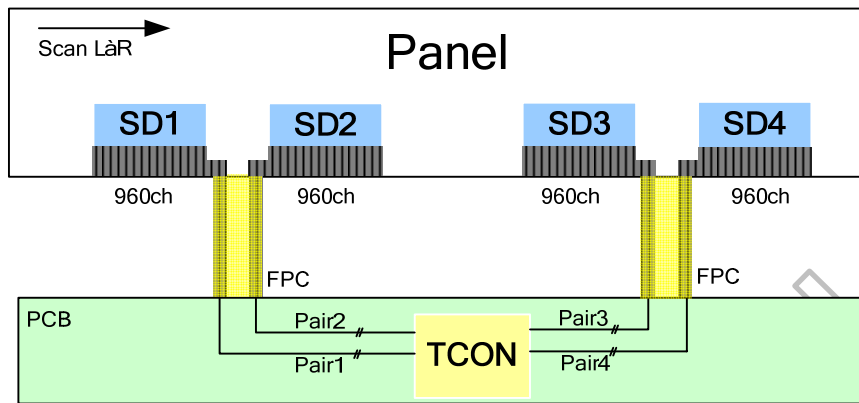 Panel
Scan LàR
SD1
SD2
SD3
SD4
960ch
960ch
960ch
960ch
FPC
FPC
PCB
Pair2
Pair3
TCON
Pair1
Pair4